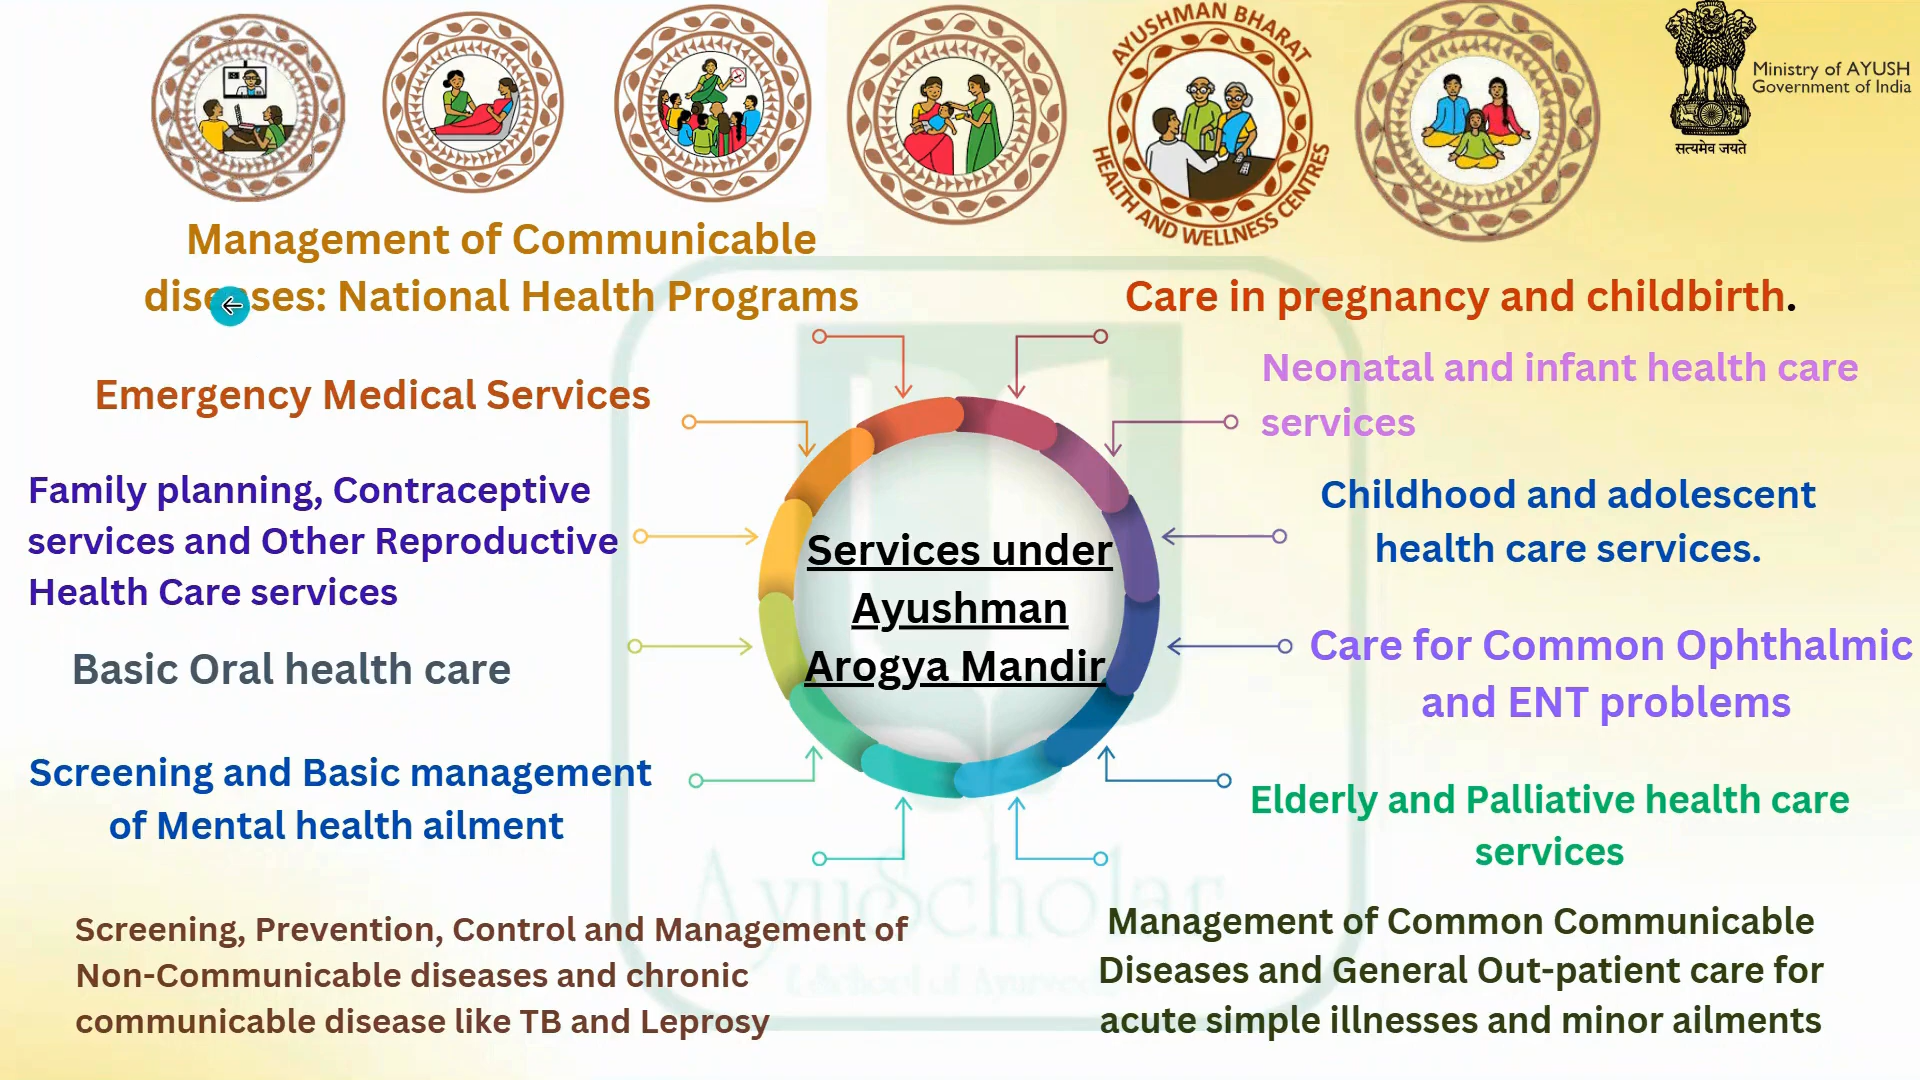 AYUSHMAN BHARAT
HEALTH AND WELLNESS CENTRES
सत्यमेव जयते
Ministry of AYUSH
Government of India
Management of Communicable
diseases: National Health Programs
Care in pregnancy and childbirth.
Emergency Medical Services
Neonatal and infant health care
services
Family planning, Contraceptive
services and Other Reproductive
Health Care services
Childhood and adolescent
health care services.
Services under
Ayushman
Arogya Mandir
Basic Oral health care
Care for Common Ophthalmic
and ENT problems
Screening and Basic management
of Mental health ailment
Elderly and Palliative health care
services
Screening, Prevention, Control and Management of
Non-Communicable diseases and chronic
communicable disease like TB and Leprosy
Management of Common Communicable
Diseases and General Out-patient care for
acute simple illnesses and minor ailments
AyuScholar